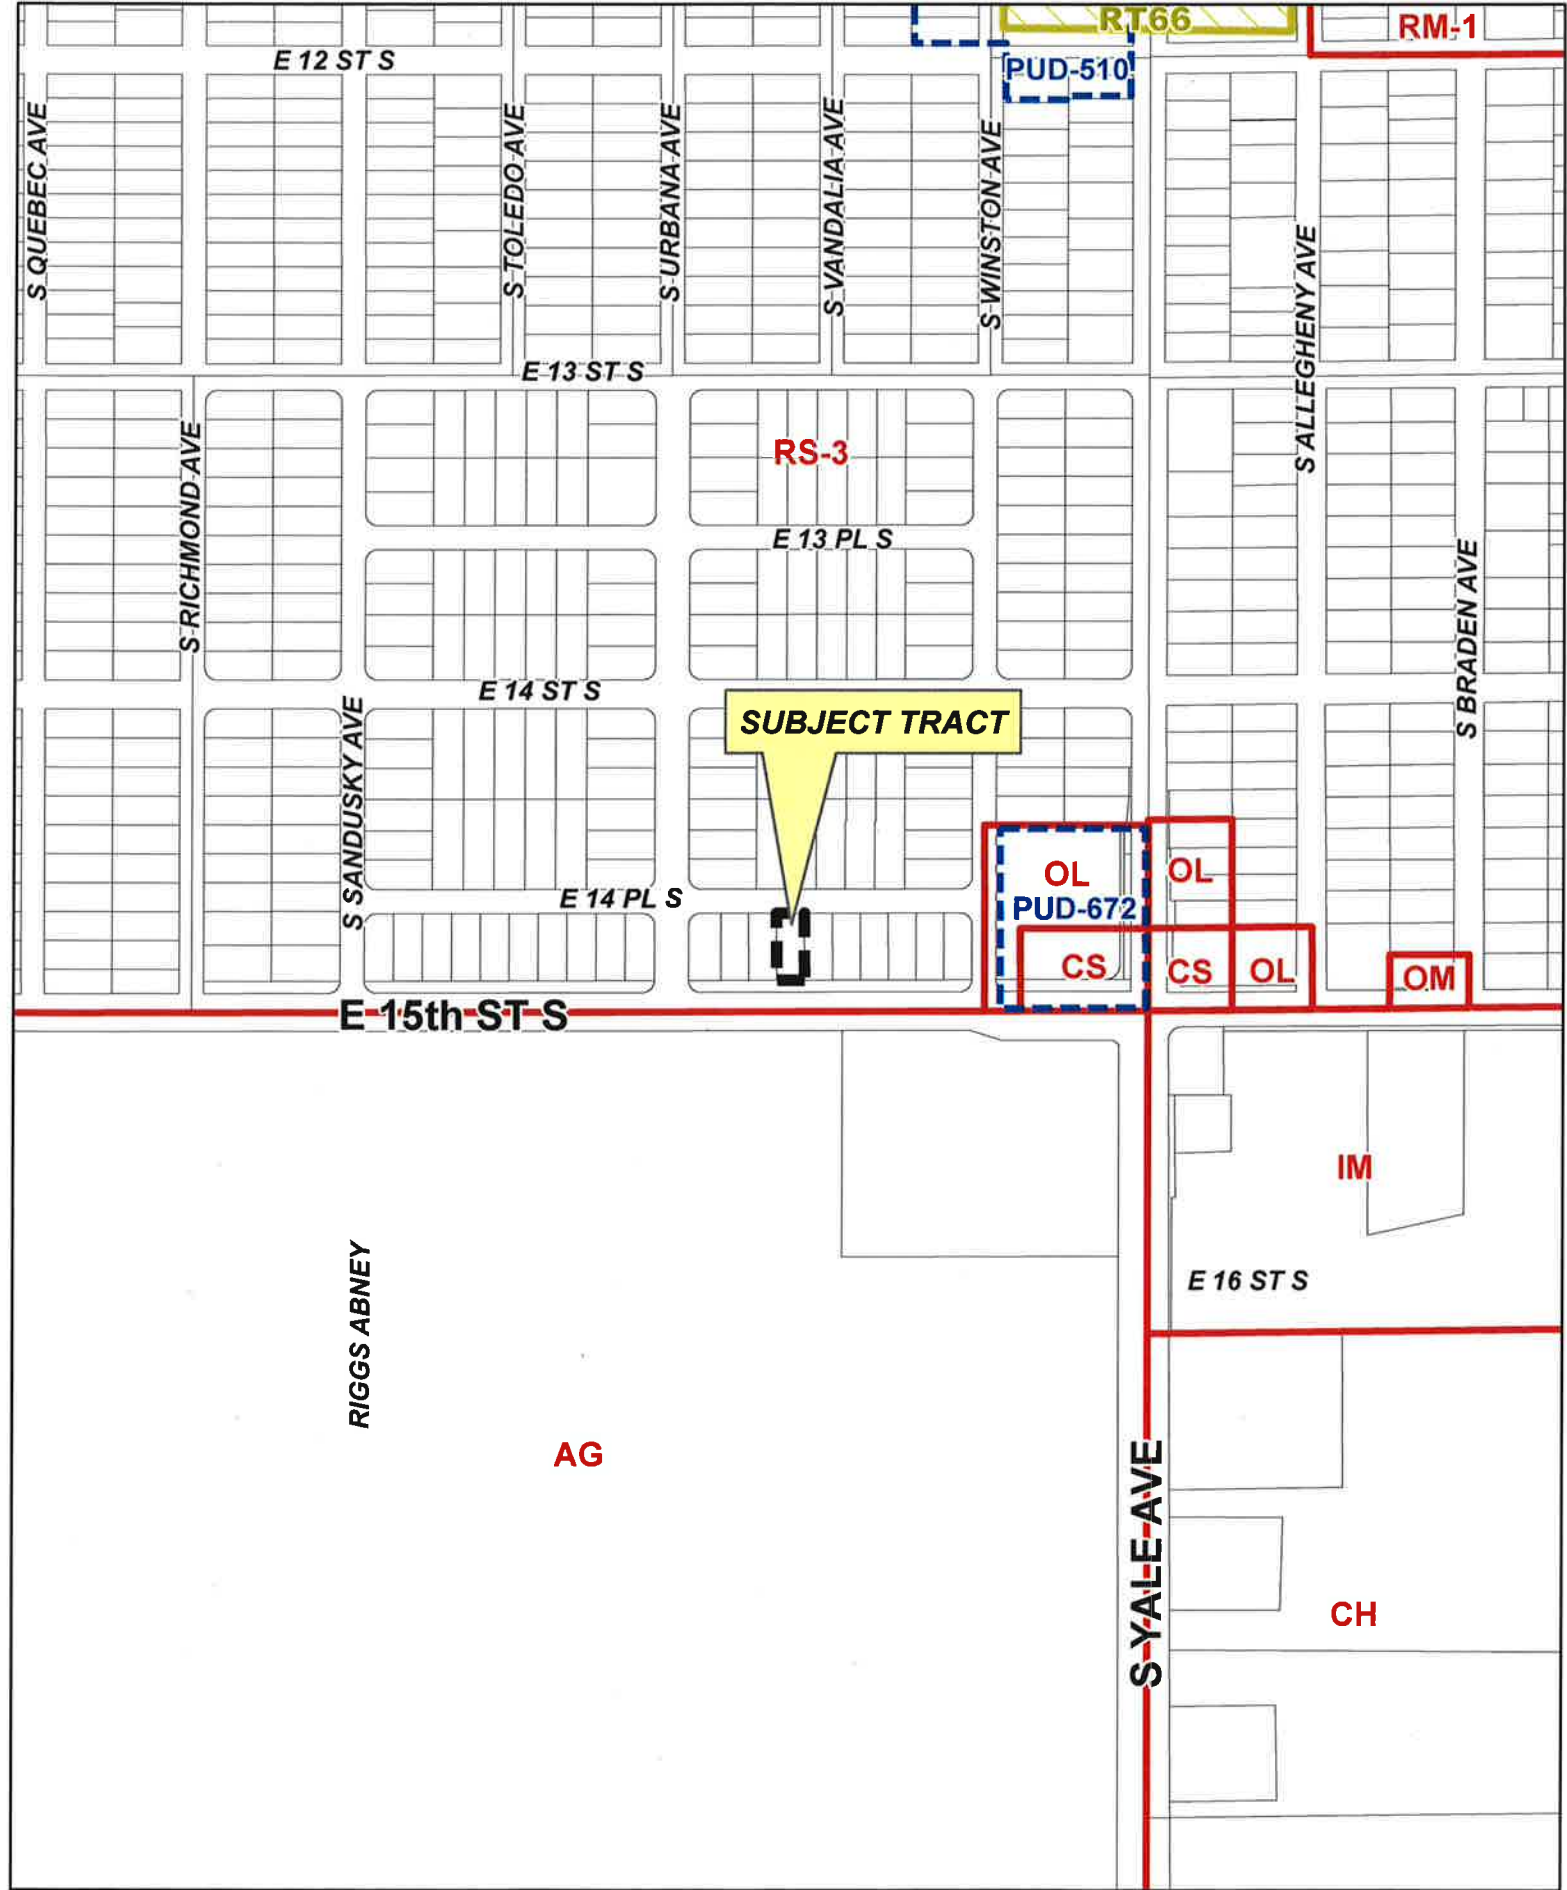 RT66
RM-1
E 12 ST S
PUD-510
S QUEBEC AVE
S TOLEDO AVE
S URBANA AVE
S VANDALIA AVE
S WINSTON AVE
S ALLEGHENY AVE
E 13 ST S
S RICHMOND AVE
RS-3
E 13 PL S
S BRADEN AVE
E 14 ST S
S SANDUSKY AVE
SUBJECT TRACT
OL
OL
E 14 PL S
PUD-672
CS
CS
OL
OM
E 15th ST S
IM
E 16 ST S
RIGGS ABNEY
AG
S YALE AVE
CH